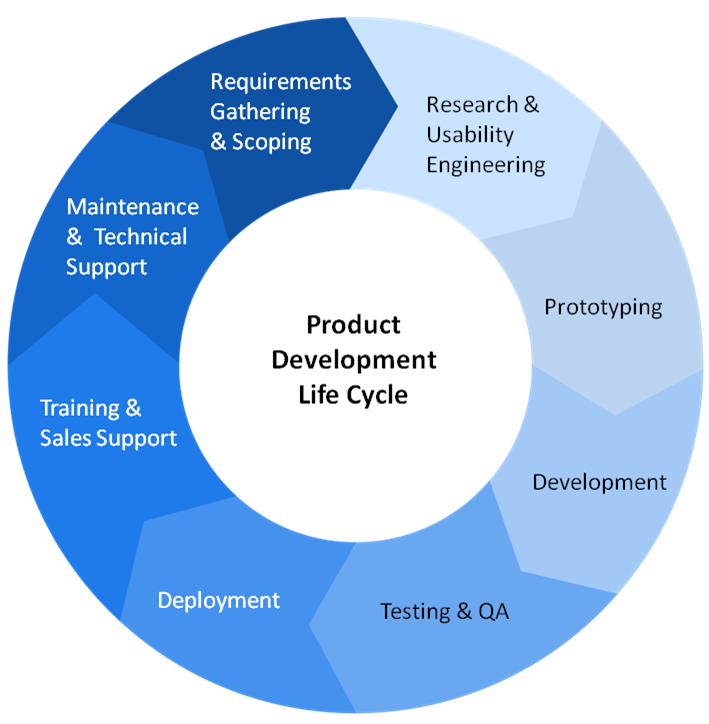 Requirements
Gathering
& Scoping
Research &
Usability
Engineering
Prototyping
Development
Testing & QA
Deployment
Training &
Sales Support
Maintenance
& Technical
Support
Product
Development
Life Cycle